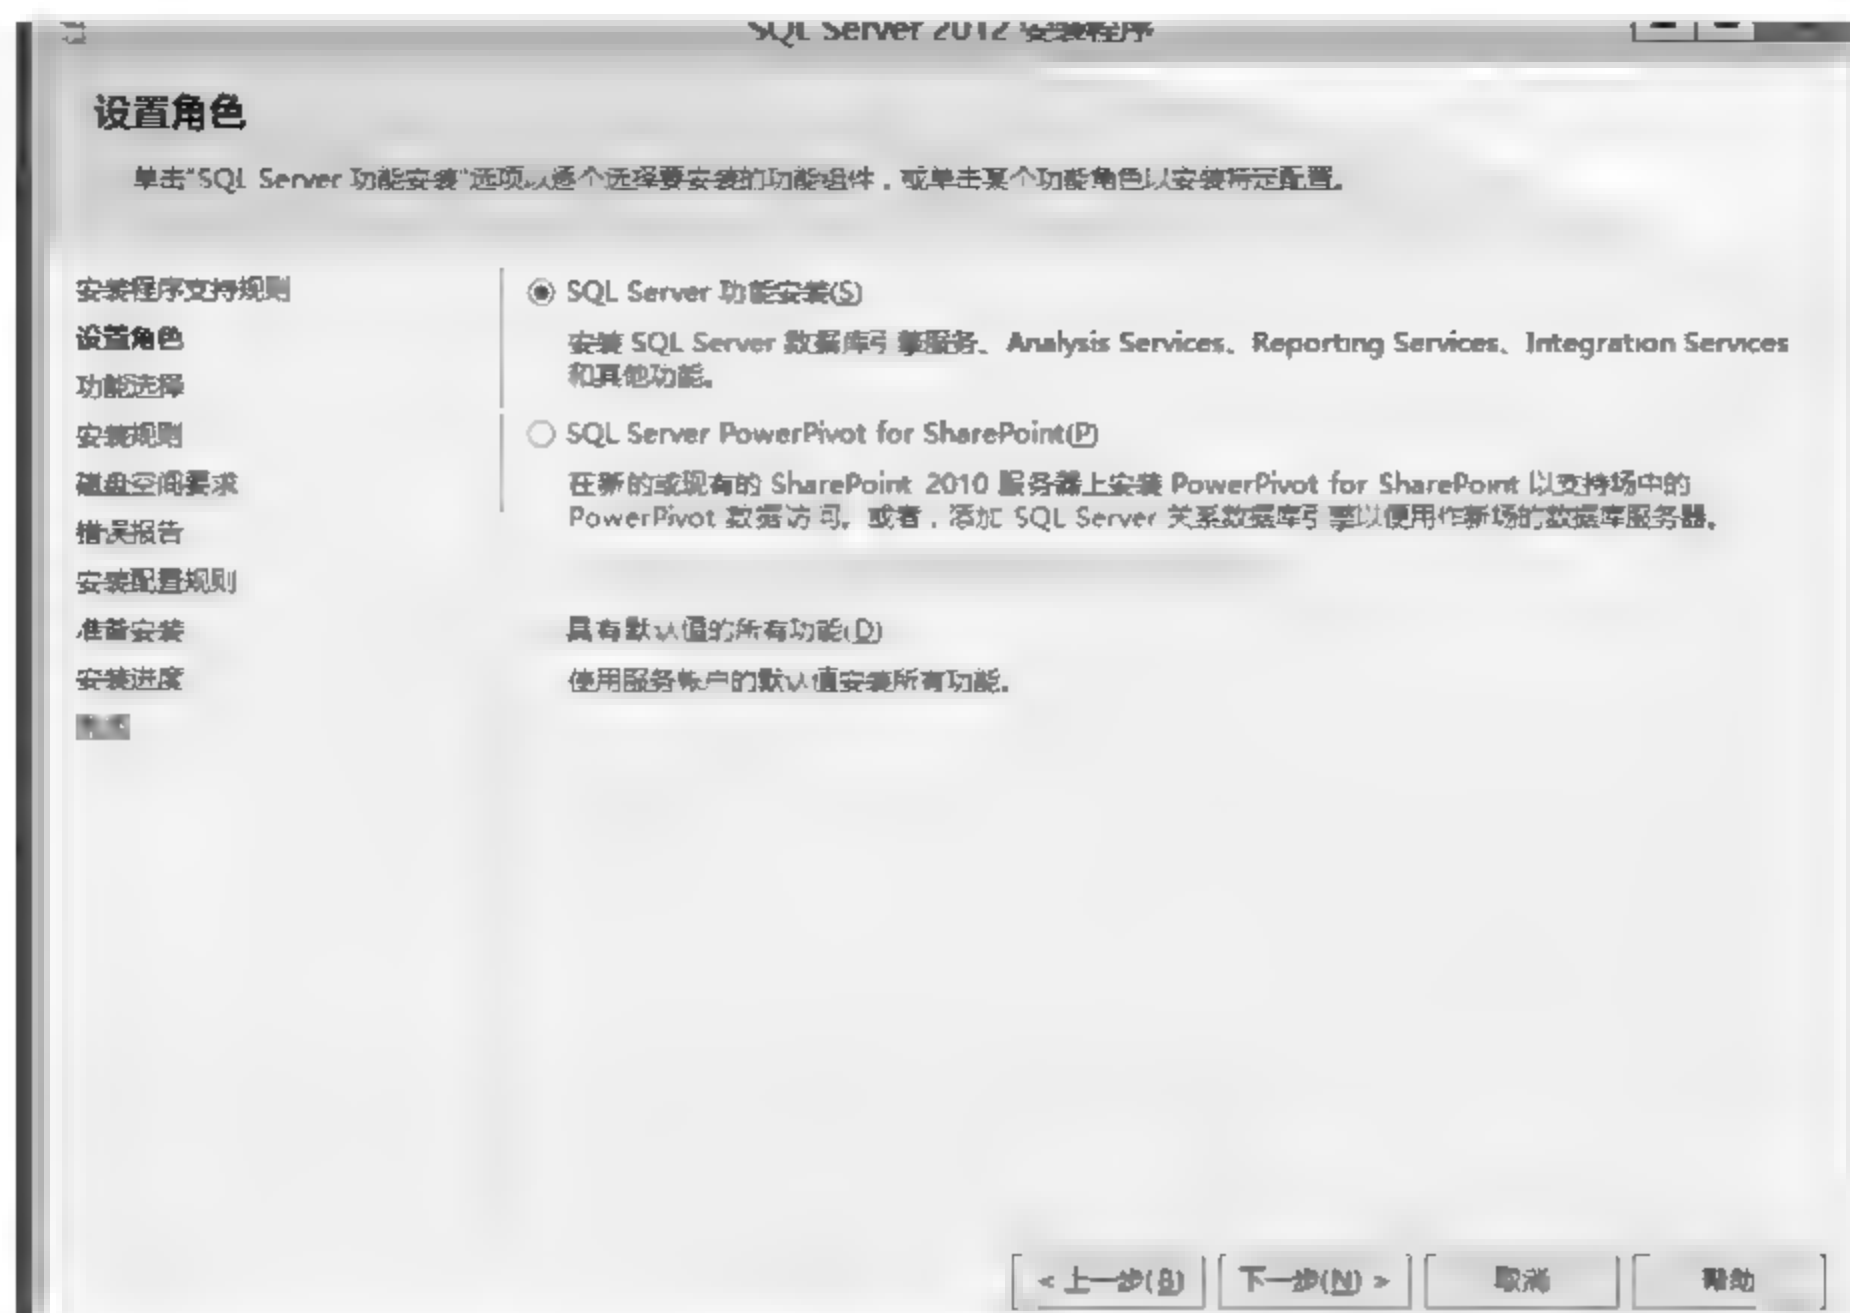 SQL Server 2012 安装程序
设置角色
单击“SQL Server 功能安装”选项以逐个选择要安装的功能组件，或单击某个功能角色以安装特定配置。
安装程序支持规则
设置角色
功能选择
安装规则
磁盘空间要求
错误报告
安装配置规则
准备安装
安装进度
SQL Server 功能安装(S)
安装 SQL Server 数据库引擎服务、Analysis Services、Reporting Services、Integration Services
和其他功能。
SQL Server PowerPivot for SharePoint(P)
在新的或现有的 SharePoint 2010 服务器上安装 PowerPivot for SharePoint 以支持场中的
PowerPivot 数据访问。或者，添加 SQL Server 关系数据库引擎以便用作新场的数据库服务器。
具有默认值的所有功能(D)
使用服务帐户的默认值安装所有功能。
< 上一步(B)
下一步(N) >
取消
帮助